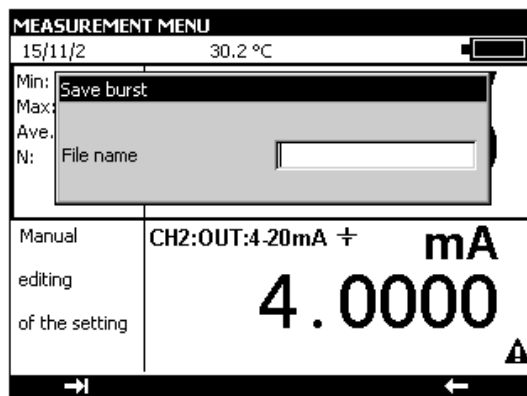 MEASUREMENT MENU
15/11/2 30.2 °C
Save burst
Min:
Max:
Ave.
N:
File name
Manual
editing
of the setting
CH2:OUT:4-20mA
mA
4.0000